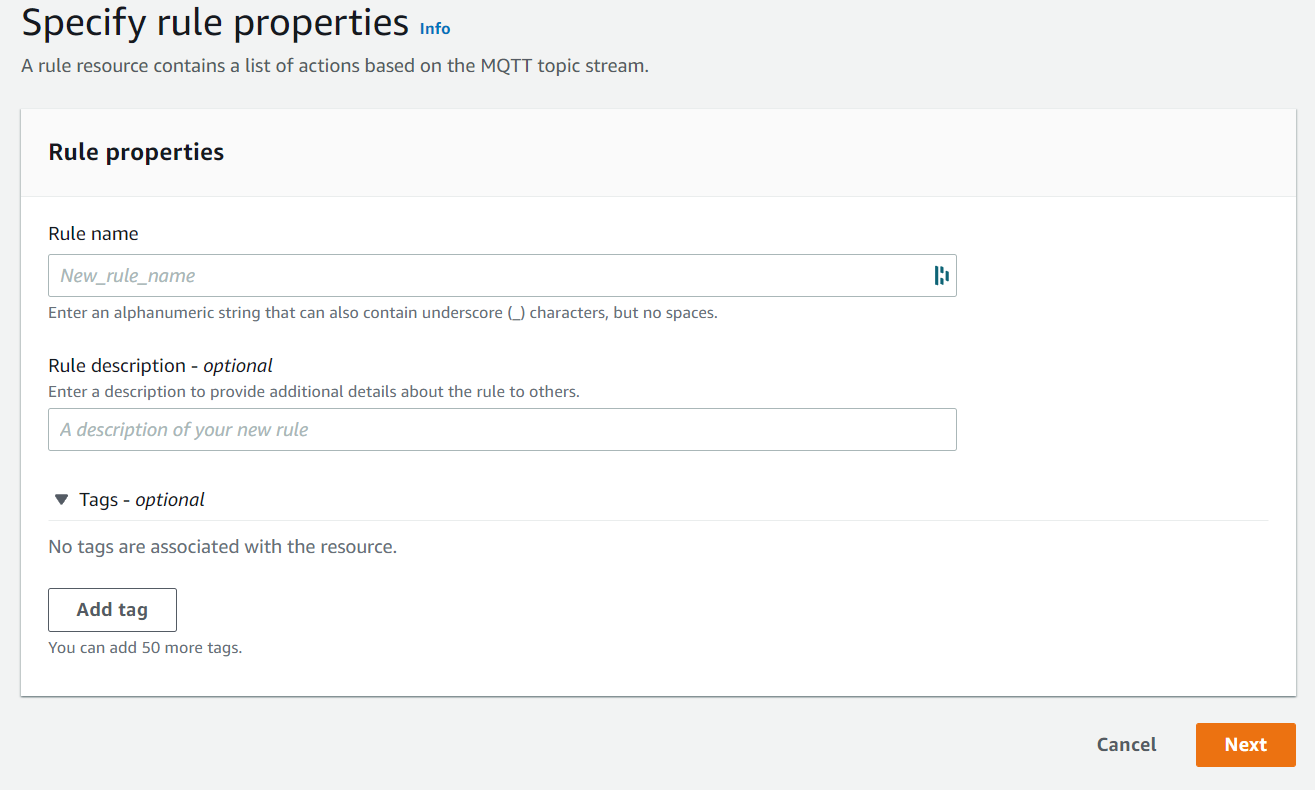 Specify rule properties Info
A rule resource contains a list of actions based on the MQTT topic stream.
Rule properties
Rule name
New_rule_name
Enter an alphanumeric string that can also contain underscore (_) characters, but no spaces.
Rule description - optional
Enter a description to provide additional details about the rule to others.
A description of your new rule
Tags - optional
No tags are associated with the resource.
Add tag
You can add 50 more tags.
Cancel Next